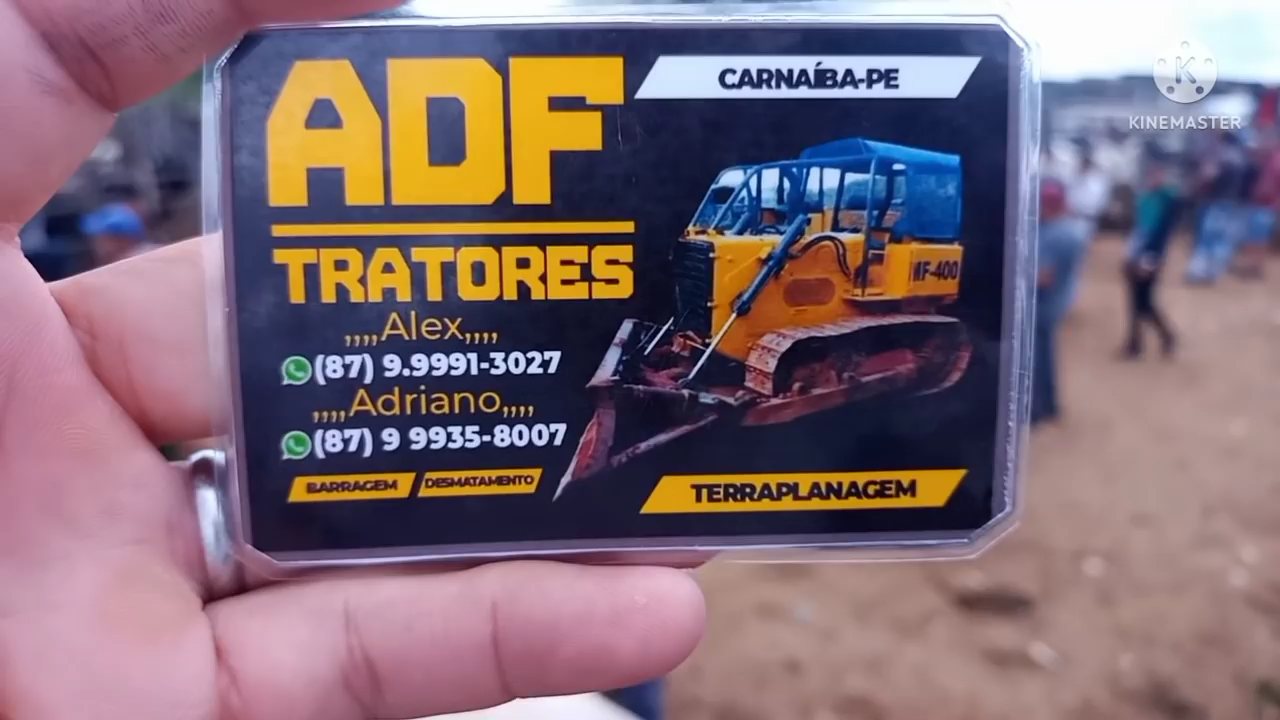 ADF
TRATORES
,,,,Alex,,,,
(87) 9.9991-3027
,,,,Adriano,,,,
(87) 9 9935-8007
BARRAGEM
DESMATAMENTO
CARNAÍBA-PE
MF-400
TERRAPLANAGEM
K
KINEMASTER